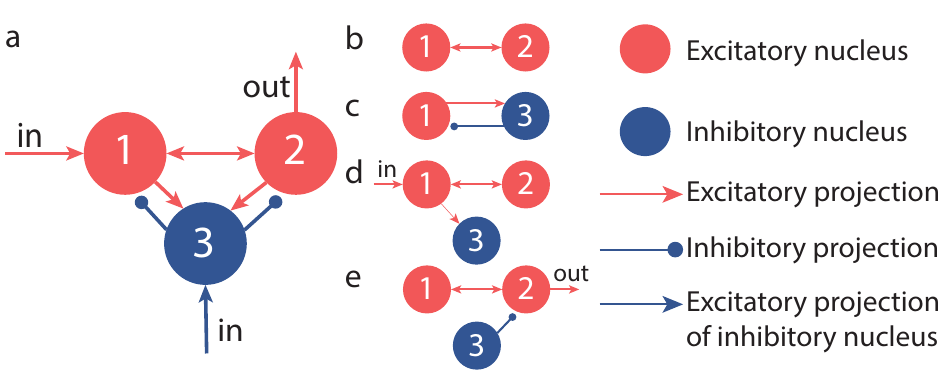 a
in
1
2
out
3
in
b
1
2
c
1
3
d
in
1
2
3
e
1
2
out
3
Excitatory nucleus
Inhibitory nucleus
Excitatory projection
Inhibitory projection
Excitatory projection
of inhibitory nucleus